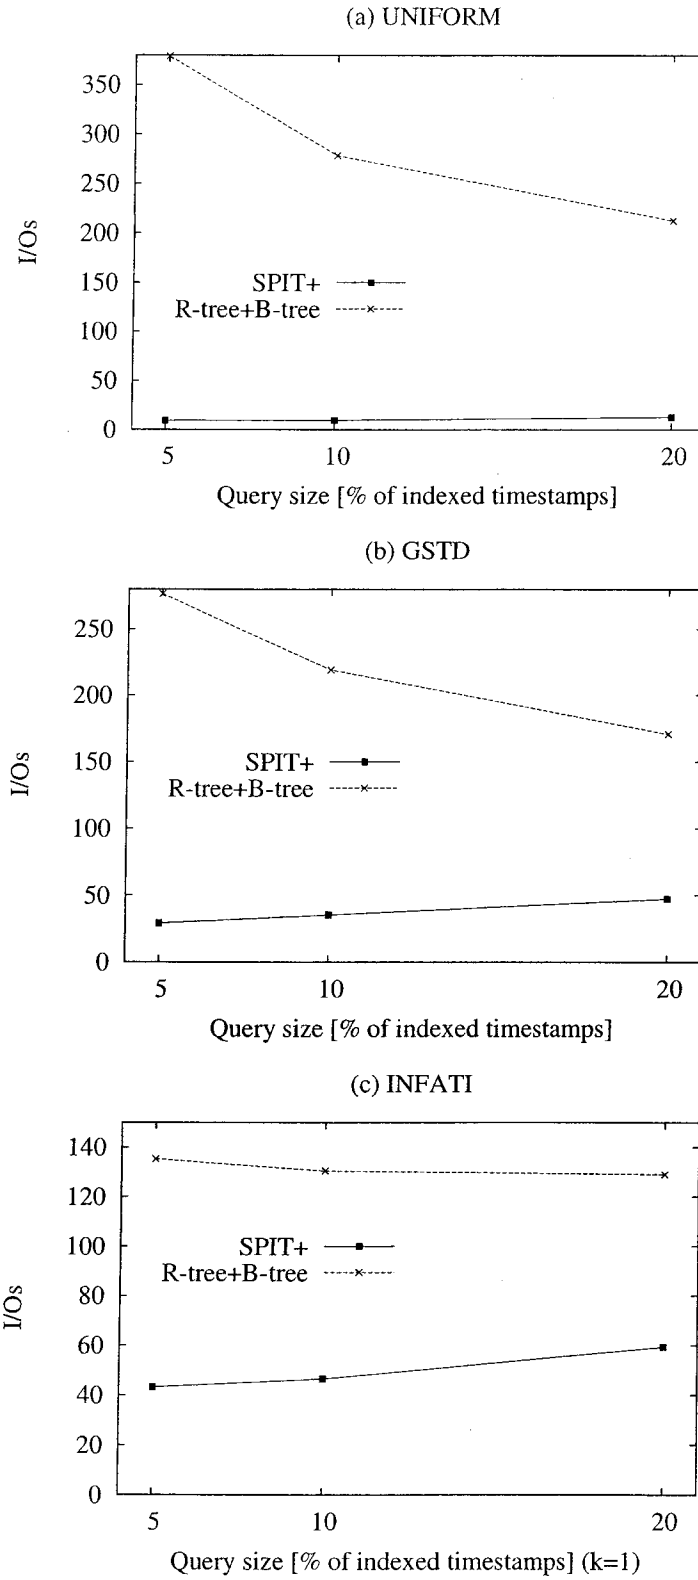 (a) UNIFORM
350
300
250
200
150
100
50
0
I/Os
SPIT+
R-tree+B-tree
5 10 20
Query size [% of indexed timestamps]
(b) GSTD
250
200
150
100
50
0
I/Os
SPIT+
R-tree+B-tree
5 10 20
Query size [% of indexed timestamps]
(c) INFATI
140
120
100
80
60
40
20
0
I/Os
SPIT+
R-tree+B-tree
5 10 20
Query size [% of indexed timestamps] (k=1)